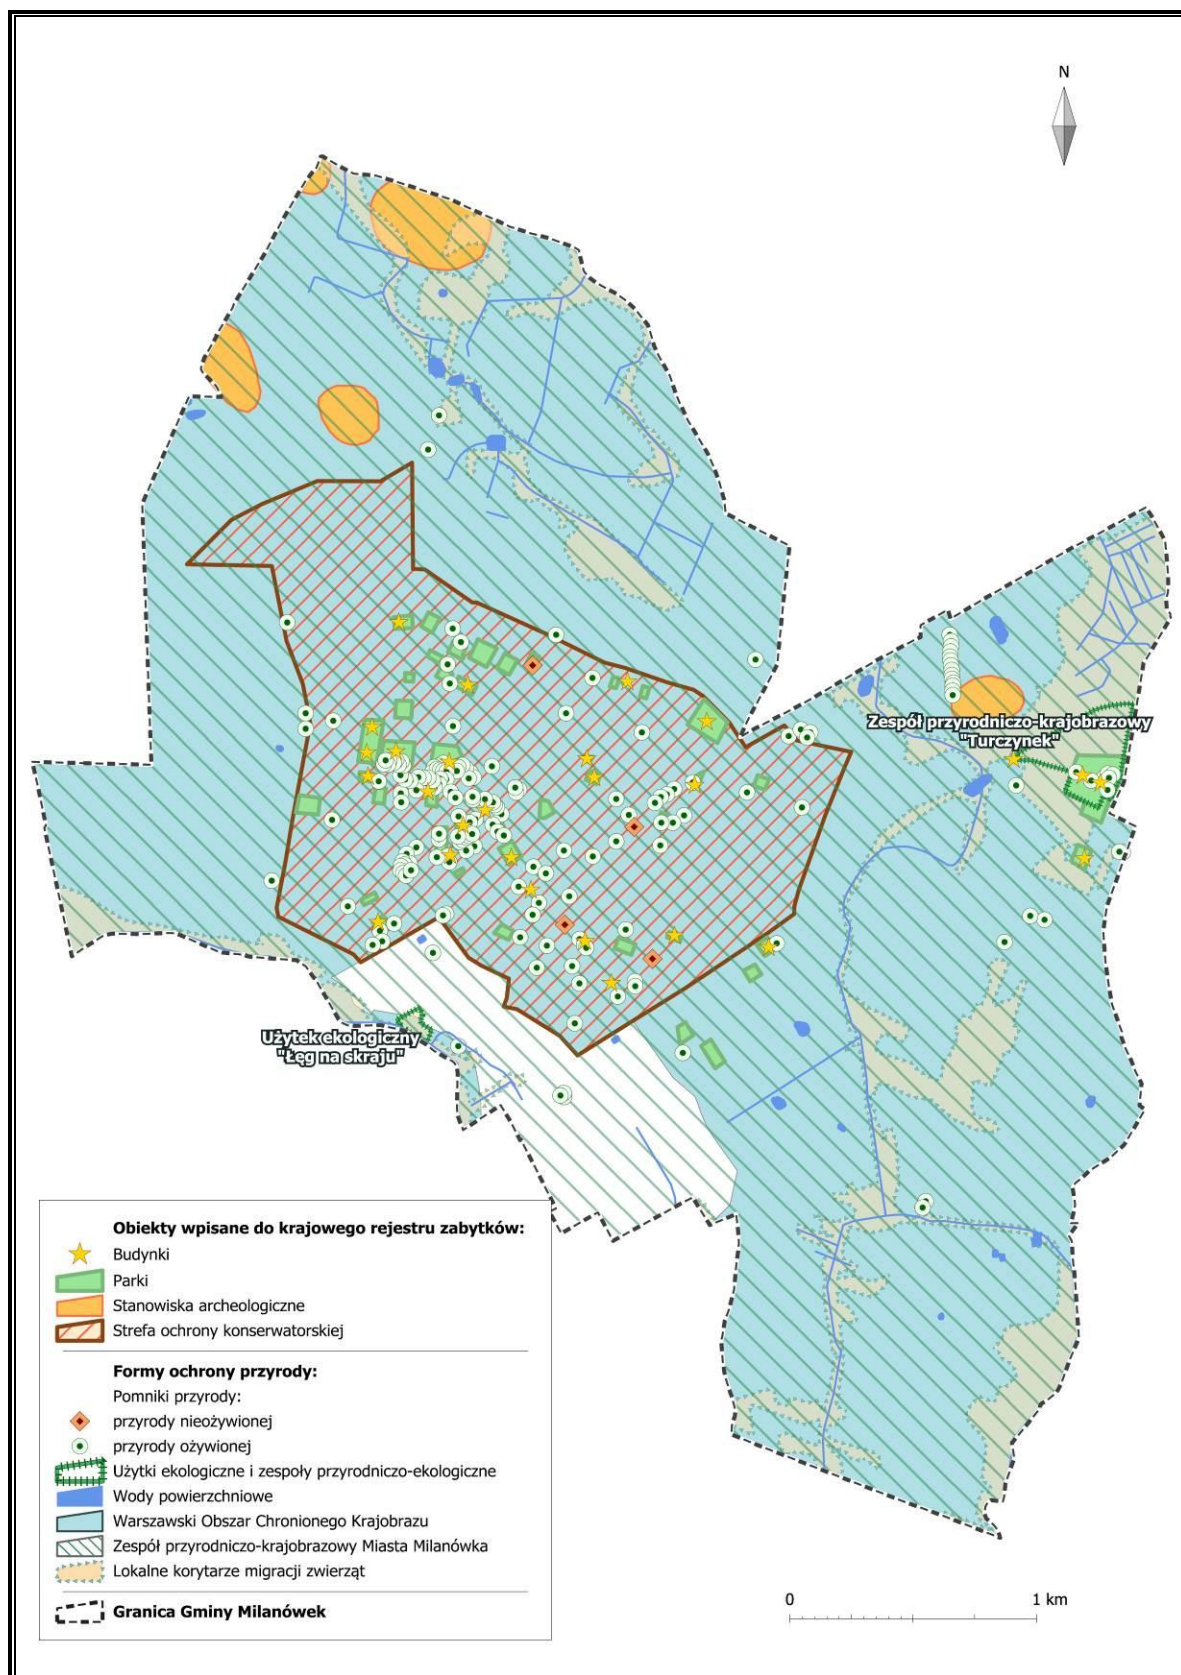 N
Zespół przyrodniczo-krajobrazowy
"Turczynek"
Użytek ekologiczny
"Łęg na skraju"
Obiekty wpisane do krajowego rejestru zabytków:
Budynki
Parki
Stanowiska archeologiczne
Strefa ochrony konserwatorskiej
Formy ochrony przyrody:
Pomniki przyrody:
przyrody nieożywionej
przyrody ożywionej
Użytki ekologiczne i zespoły przyrodniczo-ekologiczne
Wody powierzchniowe
Warszawski Obszar Chronionego Krajobrazu
Zespół przyrodniczo-krajobrazowy Miasta Milanówka
Lokalne korytarze migracji zwierząt
Granica Gminy Milanówek
0 1 km